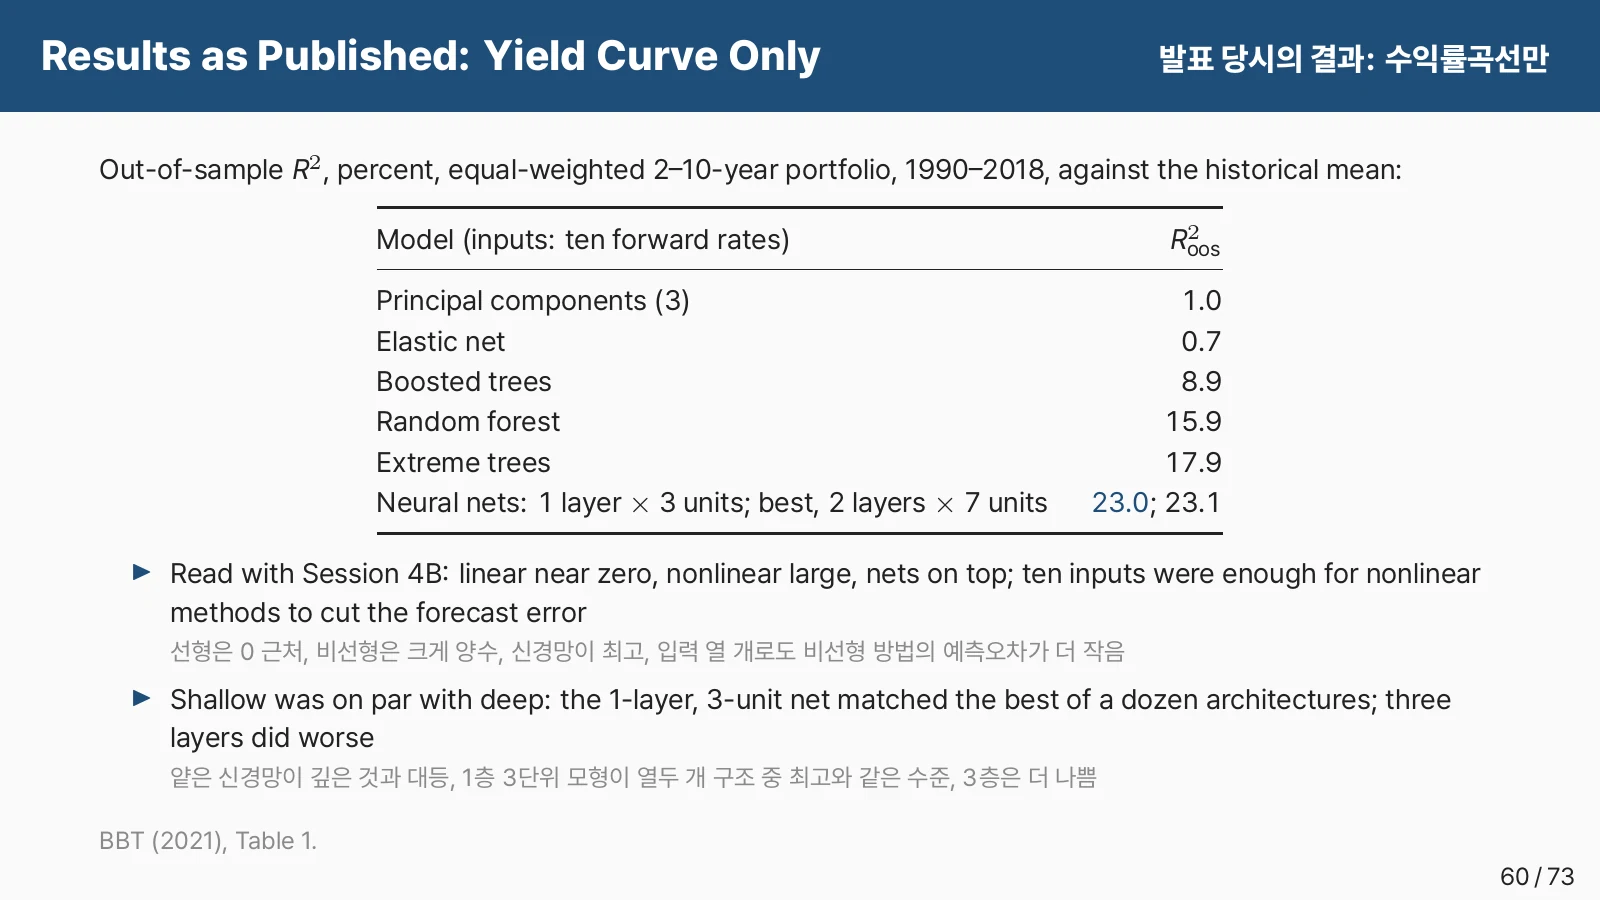 Results as Published: Yield Curve Only
발표 당시의 결과: 수익률곡선만
Out-of-sample R², percent, equal-weighted 2–10-year portfolio, 1990–2018, against the historical mean:
Model (inputs: ten forward rates) R²oos
Principal components (3) 1.0
Elastic net 0.7
Boosted trees 8.9
Random forest 15.9
Extreme trees 17.9
Neural nets: 1 layer × 3 units; best, 2 layers × 7 units 23.0; 23.1
▶ Read with Session 4B: linear near zero, nonlinear large, nets on top; ten inputs were enough for nonlinear
methods to cut the forecast error
선형은 0 근처, 비선형은 크게 양수, 신경망이 최고, 입력 열 개로도 비선형 방법의 예측오차가 더 작음
▶ Shallow was on par with deep: the 1-layer, 3-unit net matched the best of a dozen architectures; three
layers did worse
얕은 신경망이 깊은 것과 대등, 1층 3단위 모형이 열두 개 구조 중 최고와 같은 수준, 3층은 더 나쁨
BBT (2021), Table 1.
60 / 73